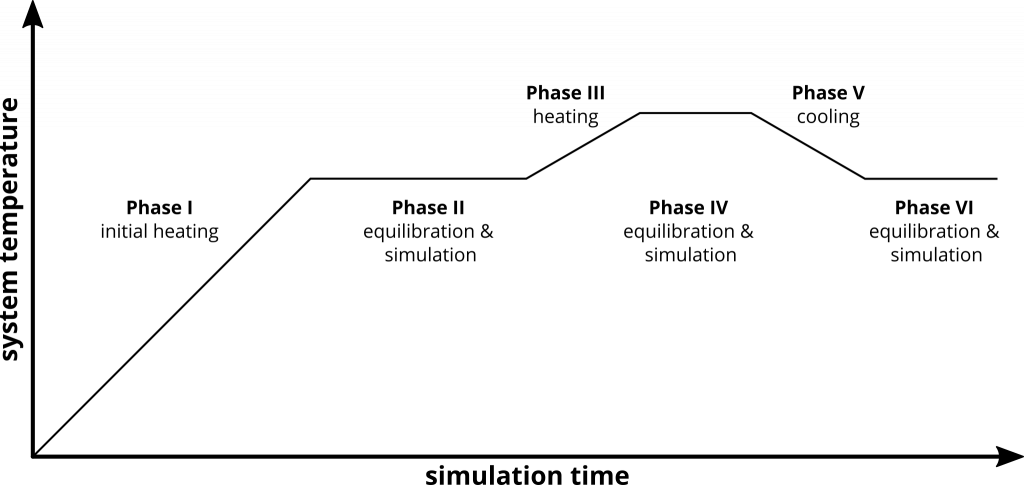 system temperature
Phase III
heating
Phase V
cooling
Phase I
initial heating
Phase II
equilibration &
simulation
Phase IV
equilibration &
simulation
Phase VI
equilibration &
simulation
simulation time